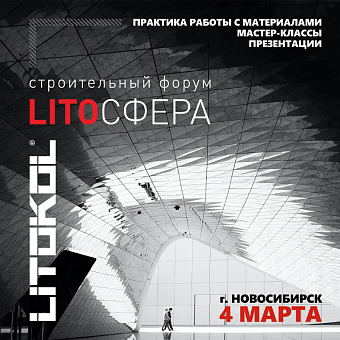 ПРАКТИКА РАБОТЫ С МАТЕРИАЛАМИ
МАСТЕР-КЛАССЫ
ПРЕЗЕНТАЦИИ
строительный форум
LITOСФЕРА
LITOKOL®
г. НОВОСИБИРСК
4 МАРТА